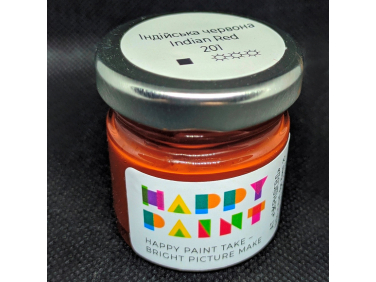 Індійська червона
Indian Red
201
HAPPY
PAINT
HAPPY PAINT TAKE –
BRIGHT PICTURE MAKE